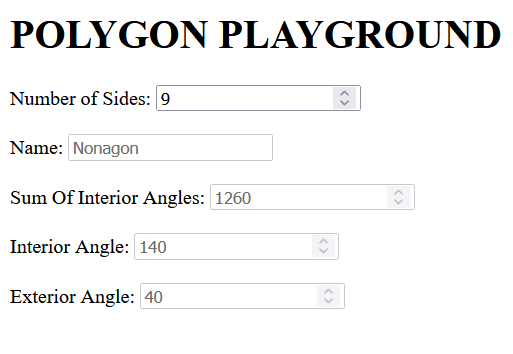 POLYGON PLAYGROUND
Number of Sides: 9
Name: Nonagon
Sum Of Interior Angles: 1260
Interior Angle: 140
Exterior Angle: 40